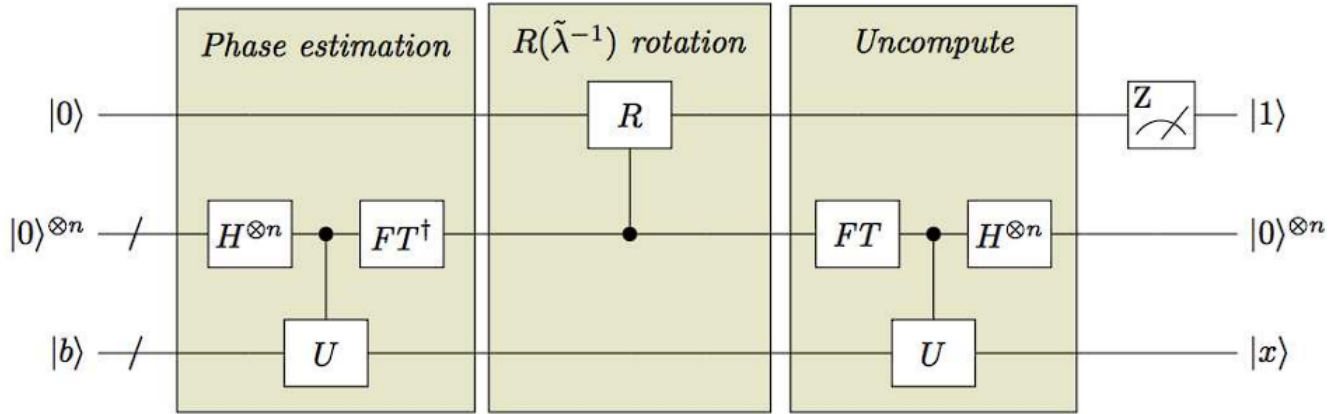 Phase estimation R(λ̃⁻¹) rotation Uncompute
|0⟩ R Z |1⟩
|0⟩⊗n H⊗n FT† FT H⊗n |0⟩⊗n
|b⟩ U U |x⟩